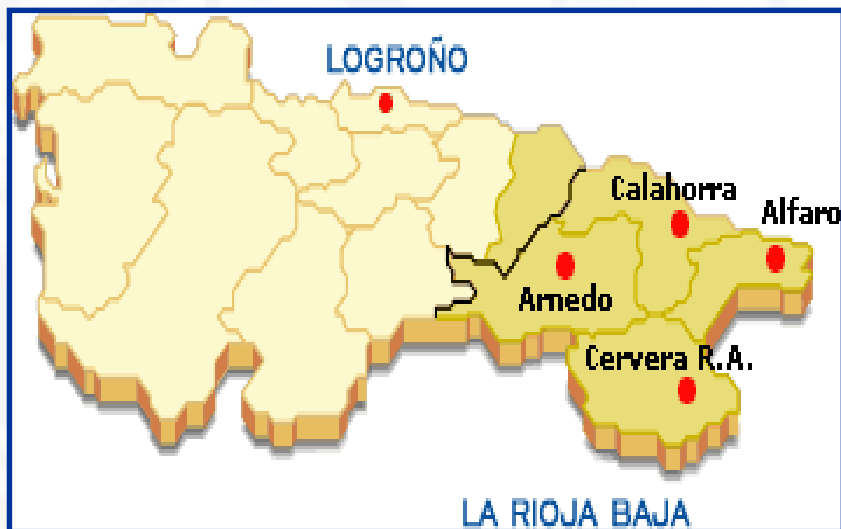 LOGROÑO
Calahorra
Alfaro
Arnedo
Cervera R.A.
LA RIOJA BAJA